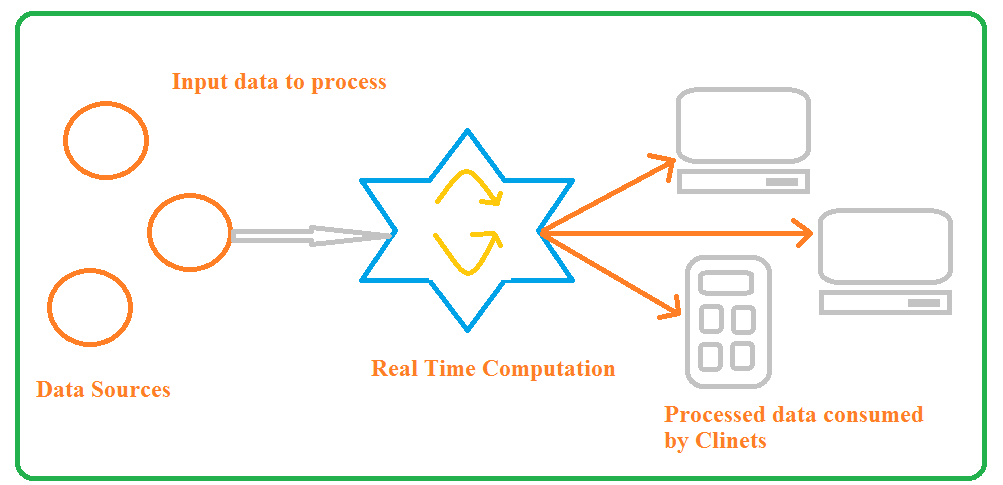 Input data to process
Data Sources
Real Time Computation
Processed data consumed
by Clinets